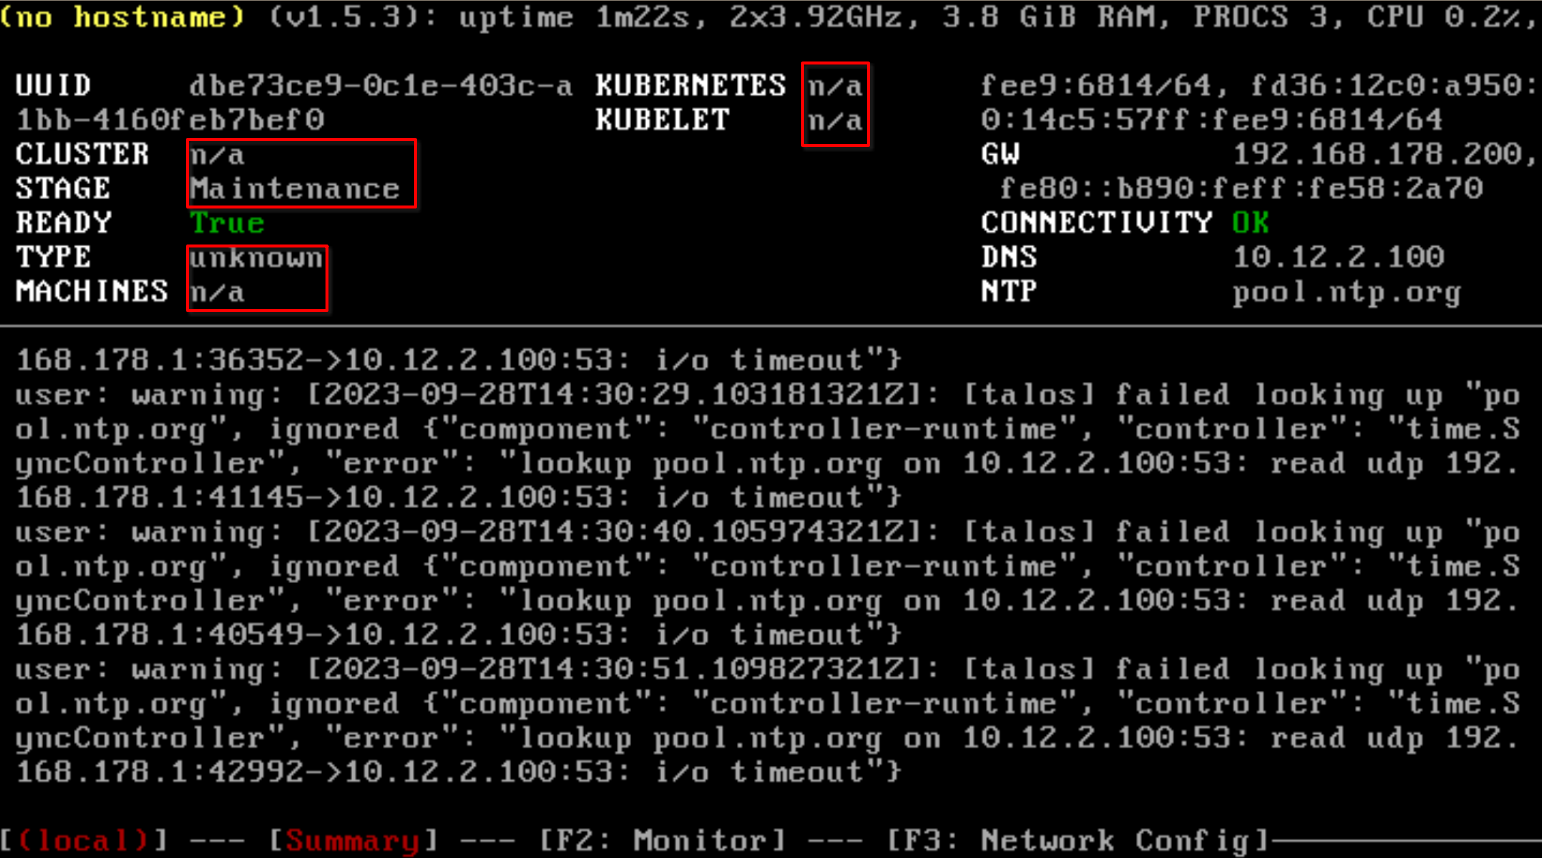 (no hostname) (v1.5.3): uptime 1m22s, 2x3.92GHz, 3.8 GiB RAM, PROCS 3, CPU 0.2%,
UUID dbe73ce9-0c1e-403c-a KUBERNETES n/a fee9:6814/64, fd36:12c0:a950:
1bb-4160feb7bef0 KUBELET n/a 0:14c5:57ff:fee9:6814/64
CLUSTER n/a GW 192.168.178.200,
STAGE Maintenance fe80::b890:feff:fe58:2a70
READY True CONNECTIVITY OK
TYPE unknown DNS 10.12.2.100
MACHINES n/a NTP pool.ntp.org
168.178.1:36352->10.12.2.100:53: i/o timeout"}
user: warning: [2023-09-28T14:30:29.103181321Z]: [talos] failed looking up "po
ol.ntp.org", ignored {"component": "controller-runtime", "controller": "time.S
yncController", "error": "lookup pool.ntp.org on 10.12.2.100:53: read udp 192.
168.178.1:41145->10.12.2.100:53: i/o timeout"}
user: warning: [2023-09-28T14:30:40.105974321Z]: [talos] failed looking up "po
ol.ntp.org", ignored {"component": "controller-runtime", "controller": "time.S
yncController", "error": "lookup pool.ntp.org on 10.12.2.100:53: read udp 192.
168.178.1:40549->10.12.2.100:53: i/o timeout"}
user: warning: [2023-09-28T14:30:51.109827321Z]: [talos] failed looking up "po
ol.ntp.org", ignored {"component": "controller-runtime", "controller": "time.S
yncController", "error": "lookup pool.ntp.org on 10.12.2.100:53: read udp 192.
168.178.1:42992->10.12.2.100:53: i/o timeout"}
[(local)] --- [Summary] --- [F2: Monitor] --- [F3: Network Config]